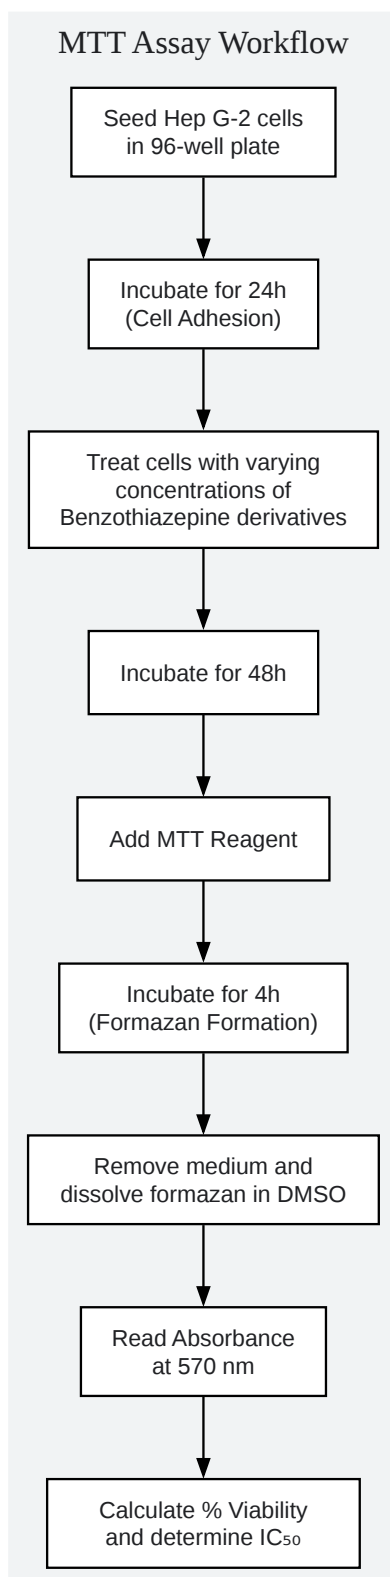 MTT Assay Workflow
Seed Hep G-2 cells
in 96-well plate
Incubate for 24h
(Cell Adhesion)
Treat cells with varying
concentrations of
Benzothiazepine derivatives
Incubate for 48h
Add MTT Reagent
Incubate for 4h
(Formazan Formation)
Remove medium and
dissolve formazan in DMSO
Read Absorbance
at 570 nm
Calculate % Viability
and determine IC₅₀